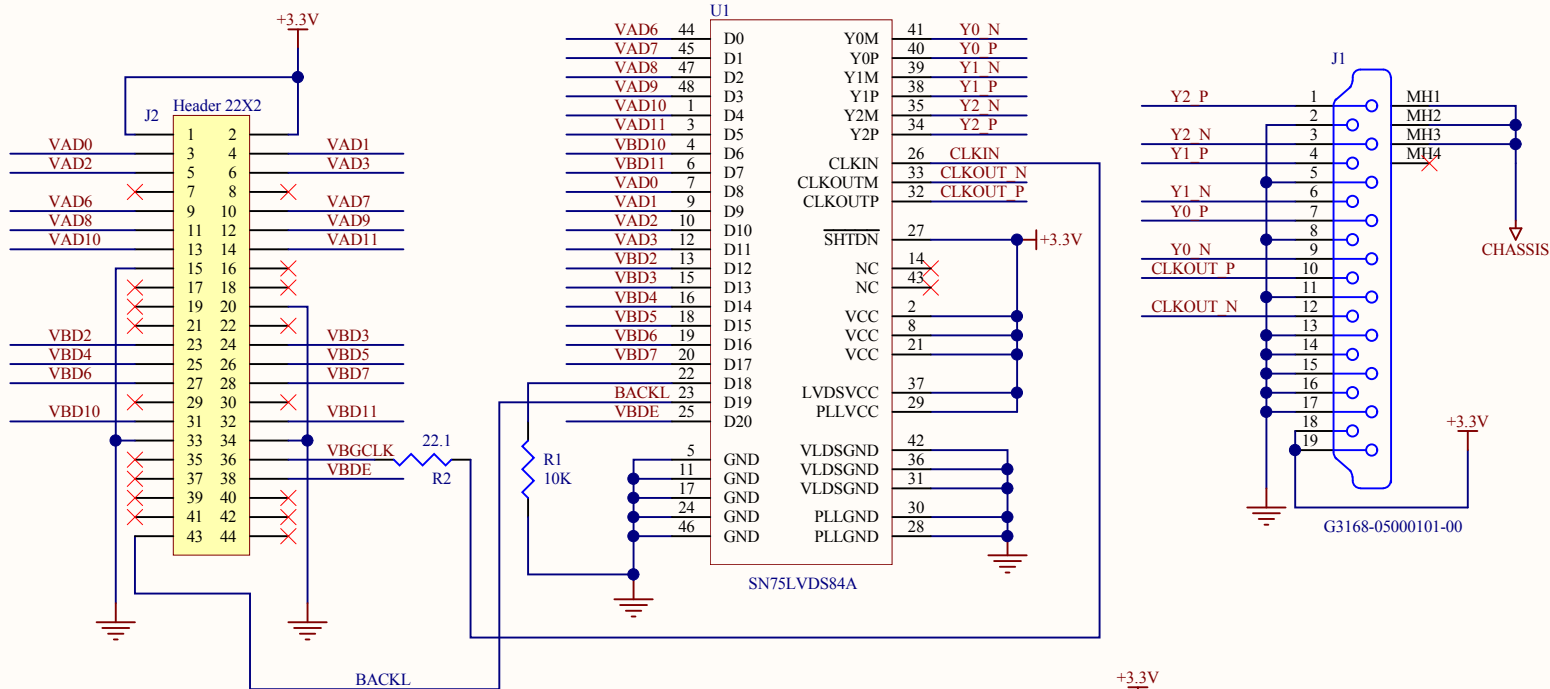 +3.3V
J2
Header 22X2
1 2
VAD0 3 4 VAD1
VAD2 5 6 VAD3
7 8
VAD6 9 10 VAD7
VAD8 11 12 VAD9
VAD10 13 14 VAD11
15 16
17 18
19 20
21 22
VBD2 23 24 VBD3
VBD4 25 26 VBD5
VBD6 27 28 VBD7
29 30
VBD10 31 32 VBD11
33 34
35 36 VBGCLK
37 38 VBDE
39 40
41 42
43 44
22.1
R2
BACKL
R1
10K
U1
VAD6 44 D0
VAD7 45 D1
VAD8 47 D2
VAD9 48 D3
VAD10 1 D4
VAD11 3 D5
VBD10 4 D6
VBD11 6 D7
VAD0 7 D8
VAD1 9 D9
VAD2 10 D10
VAD3 12 D11
VBD2 13 D12
VBD3 15 D13
VBD4 16 D14
VBD5 18 D15
VBD6 19 D16
VBD7 20 D17
22 D18
BACKL 23 D19
VBDE 25 D20
5 GND
11 GND
17 GND
24 GND
46 GND
Y0M 41 Y0_N
Y0P 40 Y0_P
Y1M 39 Y1_N
Y1P 38 Y1_P
Y2M 35 Y2_N
Y2P 34 Y2_P
CLKIN 26 CLKIN
CLKOUTM 33 CLKOUT_N
CLKOUTP 32 CLKOUT_P
SHTDN 27
+3.3V
NC 14
NC 43
VCC 2
VCC 8
VCC 21
LVDSVCC 37
PLLVCC 29
VLDSGND 42
VLDSGND 36
VLDSGND 31
PLLGND 30
PLLGND 28
SN75LVDS84A
J1
Y2_P 1
2
Y2_N 3
Y1_P 4
5
Y1_N 6
Y0_P 7
8
Y0_N 9
CLKOUT_P 10
11
CLKOUT_N 12
13
14
15
16
17
18
19
MH1
MH2
MH3
MH4
CHASSIS
+3.3V
G3168-05000101-00
+3.3V